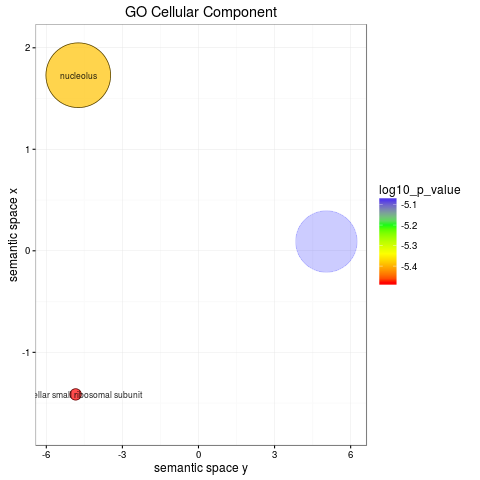 GO Cellular Component
2
1
0
-1
-6
-3
0
3
6
semantic space x
semantic space y
nucleolus
ellar small ribosomal subunit
log10_p_value
-5.1
-5.2
-5.3
-5.4